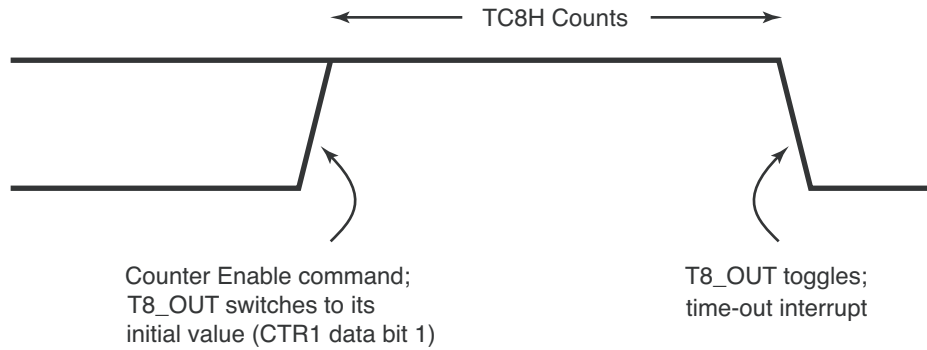 TC8H Counts
Counter Enable command;
T8_OUT switches to its
initial value (CTR1 data bit 1)
T8_OUT toggles;
time-out interrupt